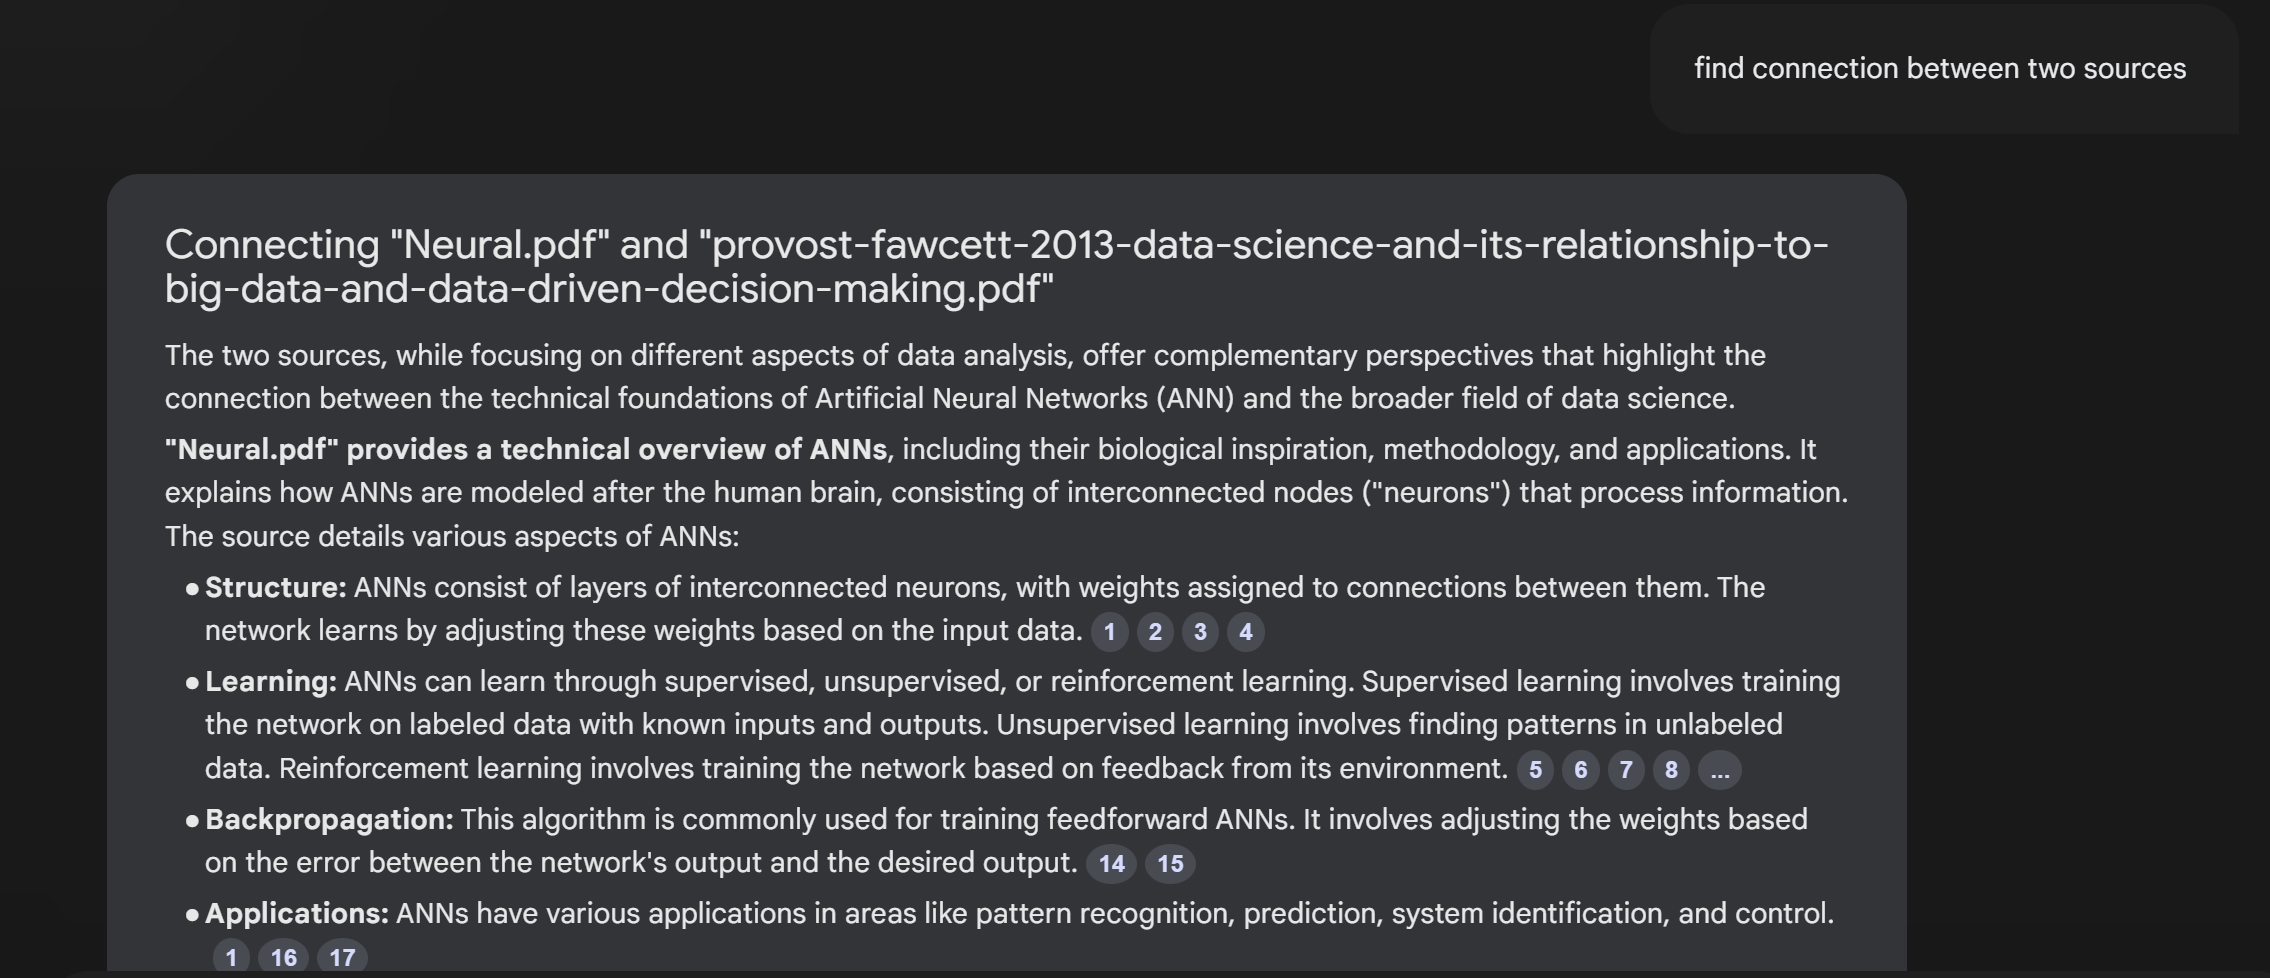 find connection between two sources
Connecting "Neural.pdf" and "provost-fawcett-2013-data-science-and-its-relationship-to-
big-data-and-data-driven-decision-making.pdf"
The two sources, while focusing on different aspects of data analysis, offer complementary perspectives that highlight the
connection between the technical foundations of Artificial Neural Networks (ANN) and the broader field of data science.
"Neural.pdf" provides a technical overview of ANNs, including their biological inspiration, methodology, and applications. It
explains how ANNs are modeled after the human brain, consisting of interconnected nodes ("neurons") that process information.
The source details various aspects of ANNs:
● Structure: ANNs consist of layers of interconnected neurons, with weights assigned to connections between them. The
network learns by adjusting these weights based on the input data. 1 2 3 4
● Learning: ANNs can learn through supervised, unsupervised, or reinforcement learning. Supervised learning involves training
the network on labeled data with known inputs and outputs. Unsupervised learning involves finding patterns in unlabeled
data. Reinforcement learning involves training the network based on feedback from its environment. 5 6 7 8 ...
● Backpropagation: This algorithm is commonly used for training feedforward ANNs. It involves adjusting the weights based
on the error between the network's output and the desired output. 14 15
● Applications: ANNs have various applications in areas like pattern recognition, prediction, system identification, and control.
1 16 17